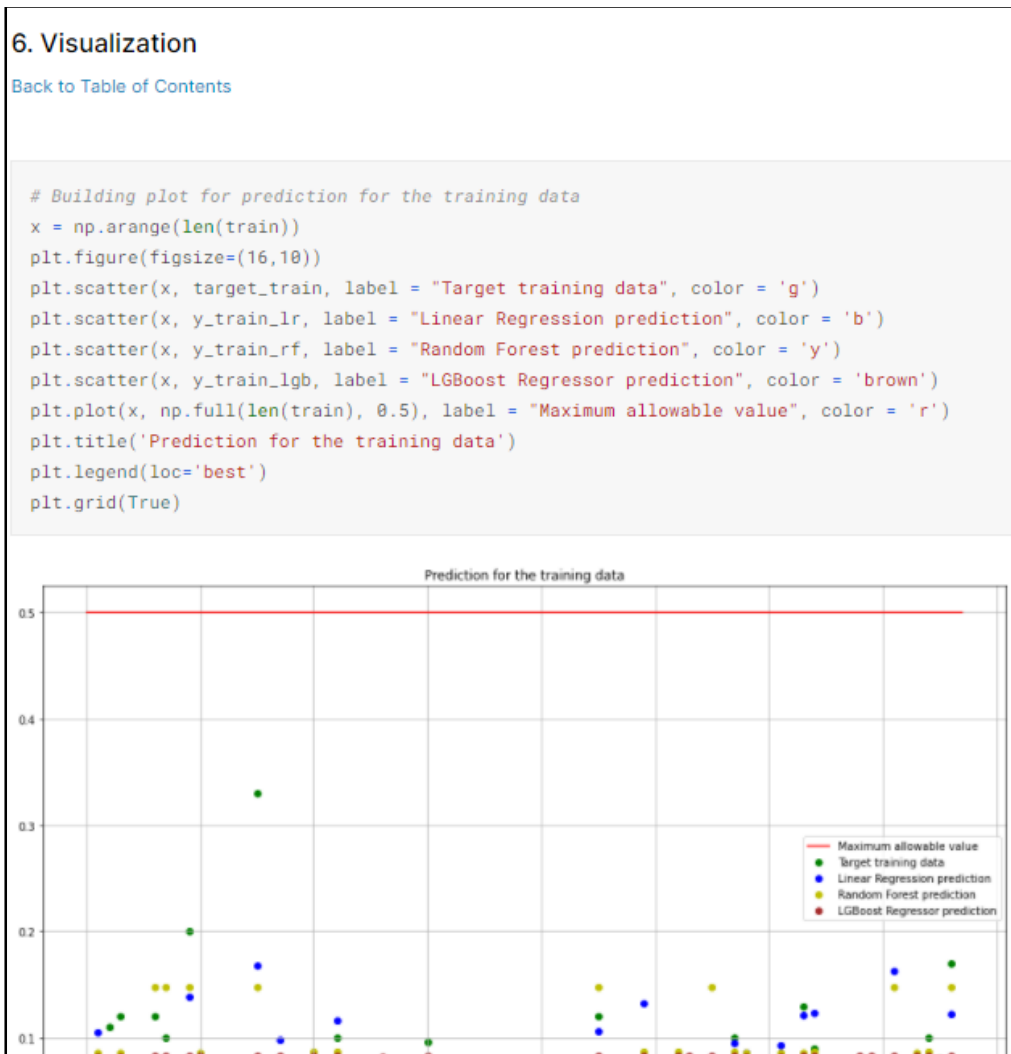 6. Visualization
Back to Table of Contents
# Building plot for prediction for the training data
x = np.arange(len(train))
plt.figure(figsize=(16,10))
plt.scatter(x, target_train, label = "Target training data", color = 'g')
plt.scatter(x, y_train_lr, label = "Linear Regression prediction", color = 'b')
plt.scatter(x, y_train_rf, label = "Random Forest prediction", color = 'y')
plt.scatter(x, y_train_lgb, label = "LGBoost Regressor prediction", color = 'brown')
plt.plot(x, np.full(len(train), 0.5), label = "Maximum allowable value", color = 'r')
plt.title('Prediction for the training data')
plt.legend(loc='best')
plt.grid(True)
Prediction for the training data
0.5
0.4
0.3
Maximum allowable value
Target training data
Linear Regression prediction
Random Forest prediction
LGBoost Regressor prediction
0.2
0.1